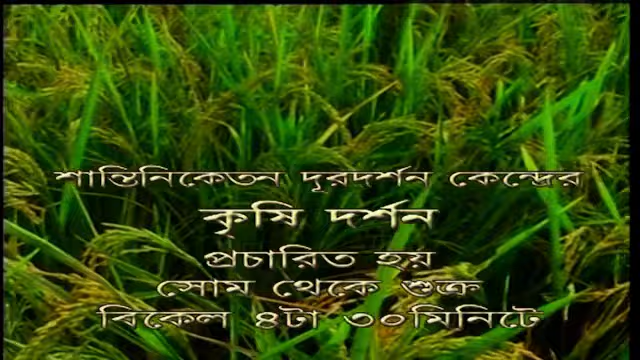 শান্তিনিকেতন দূরদর্শন কেন্দ্রের
কৃষি দর্শন
প্রচারিত হয়
সোম থেকে শুক্র
বিকেল ৪টা ৩০মিনিটে